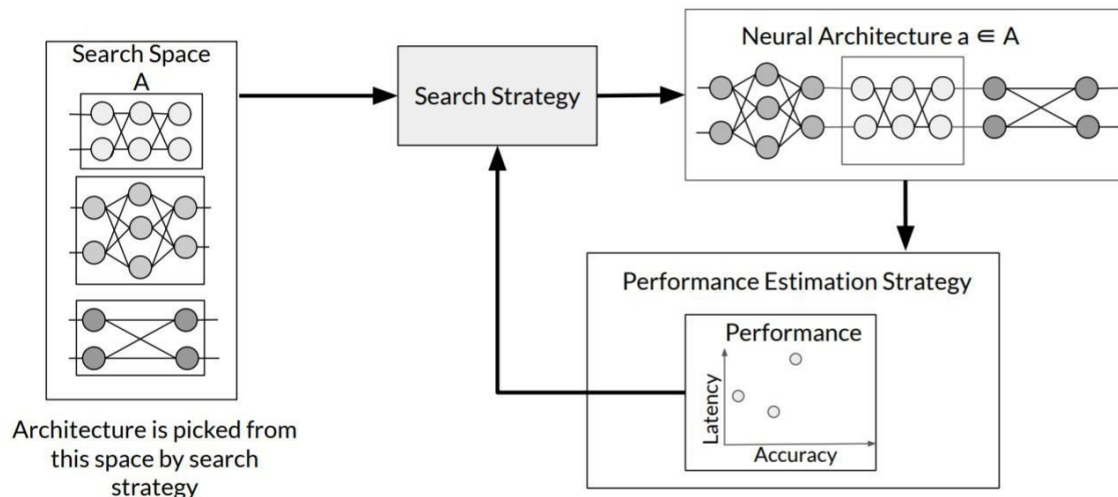 Search Space
A
Architecture is picked from
this space by search
strategy
Search Strategy
Neural Architecture a ∈ A
Performance Estimation Strategy
Performance
Latency
Accuracy